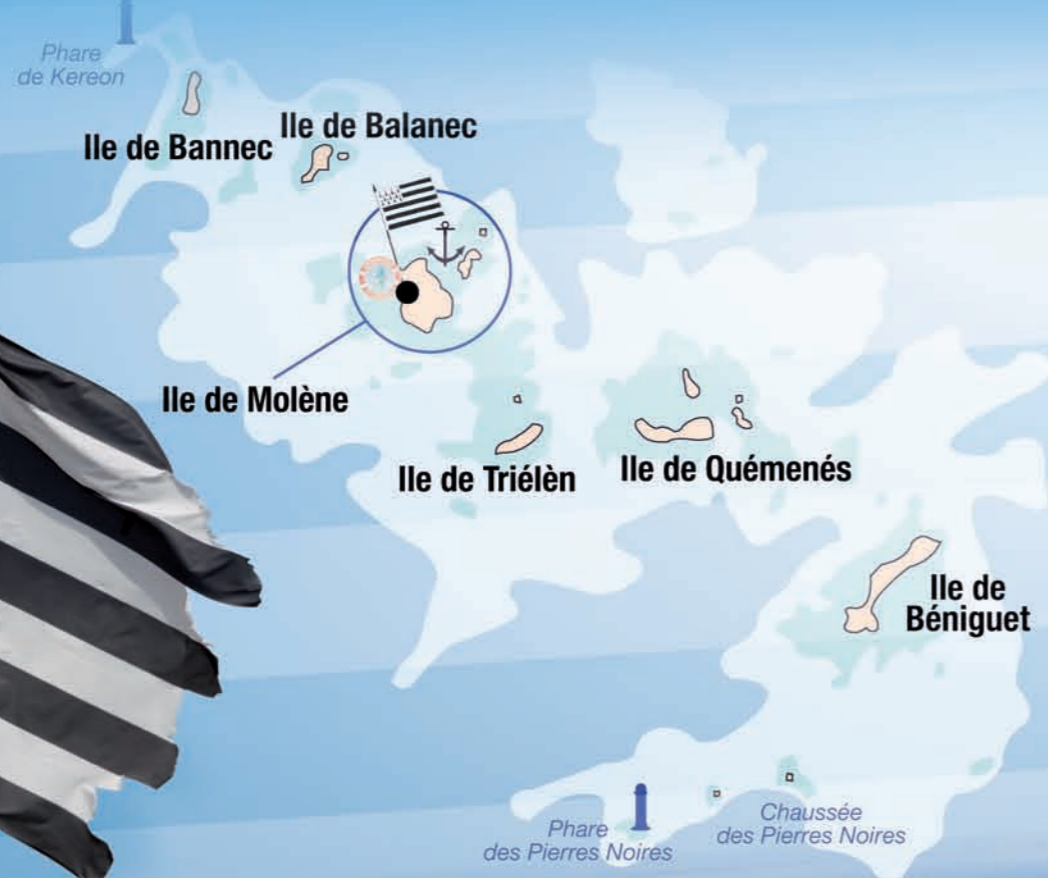 Phare
de Kereon
Ile de Bannec
Ile de Balanec
Ile de Molène
Ile de Triélèn
Ile de Quémenés
Ile de
Béniguet
Phare
des Pierres Noires
Chaussée
des Pierres Noires